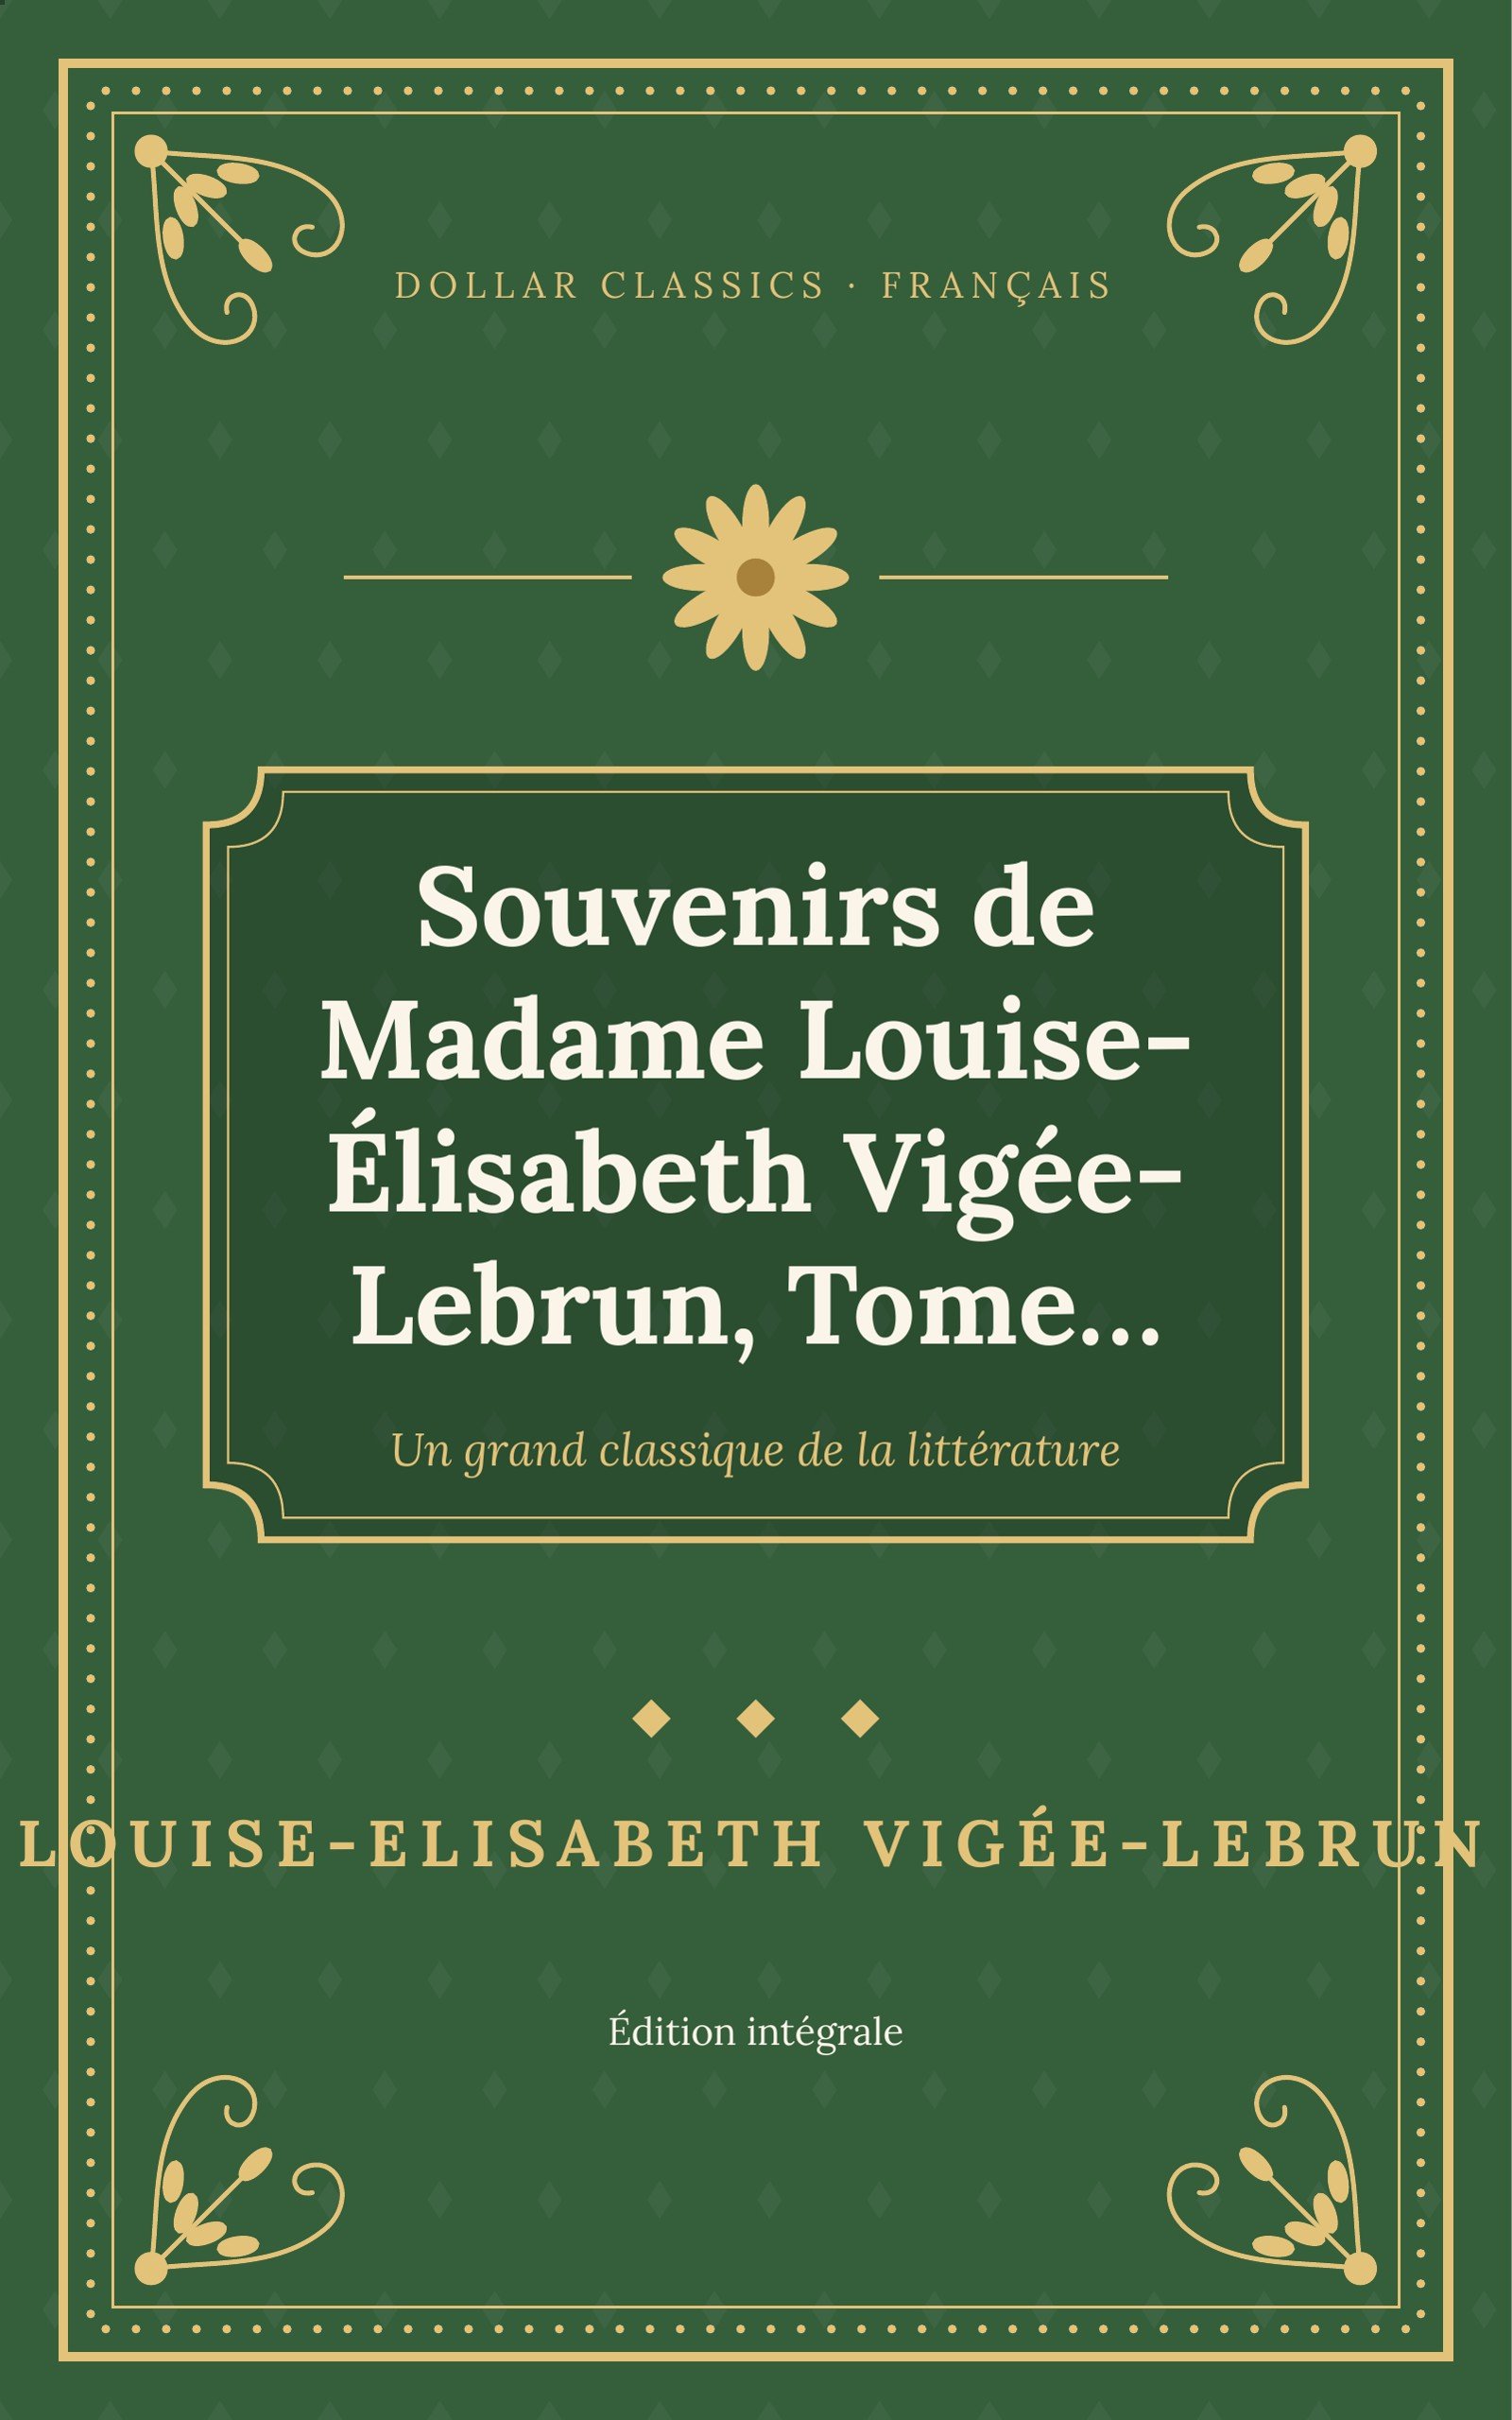 DOLLAR CLASSICS · FRANÇAIS
Souvenirs de
Madame Louise-
Élisabeth Vigée-
Lebrun, Tome...
Un grand classique de la littérature
LOUISE-ELISABETH VIGÉE-LEBRUN
Édition intégrale